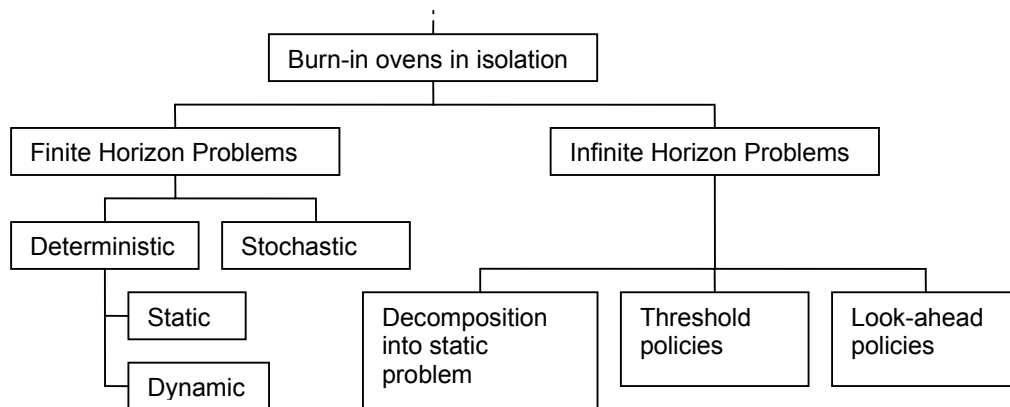 Burn-in ovens in isolation
Finite Horizon Problems
Infinite Horizon Problems
Deterministic
Stochastic
Static
Dynamic
Decomposition
into static
problem
Threshold
policies
Look-ahead
policies